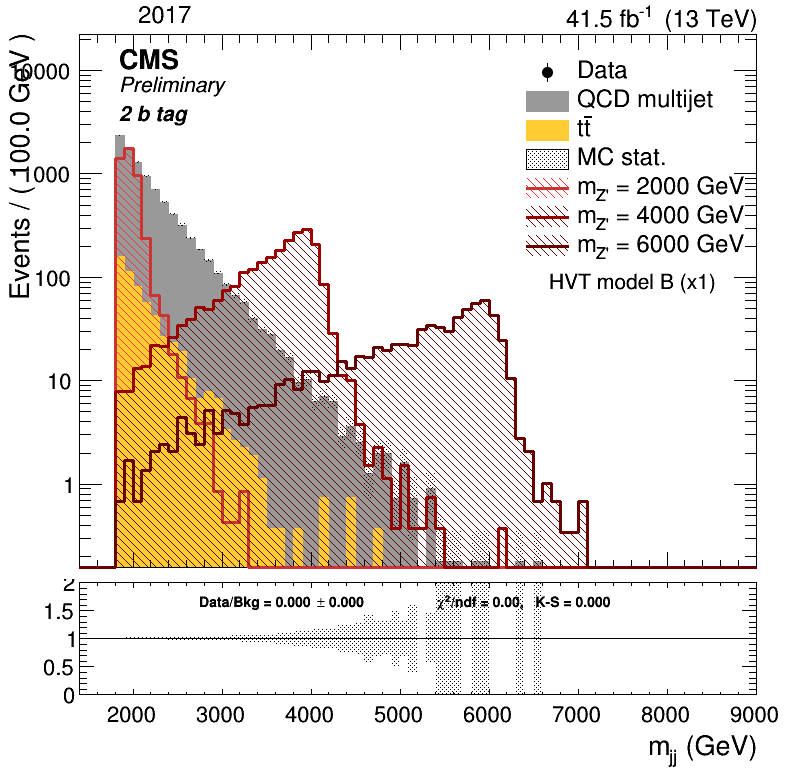 2017
41.5 fb⁻¹ (13 TeV)
CMS
Preliminary
2 b tag
Data
QCD multijet
tt̄
MC stat.
m_Z' = 2000 GeV
m_Z' = 4000 GeV
m_Z' = 6000 GeV
HVT model B (x1)
Events / ( 100.0 GeV )
10000
1000
100
10
1
2
1.5
1
0.5
0
Data/Bkg = 0.000 ± 0.000
χ²/ndf = 0.00, K-S = 0.000
2000 3000 4000 5000 6000 7000 8000 9000
m_jj (GeV)